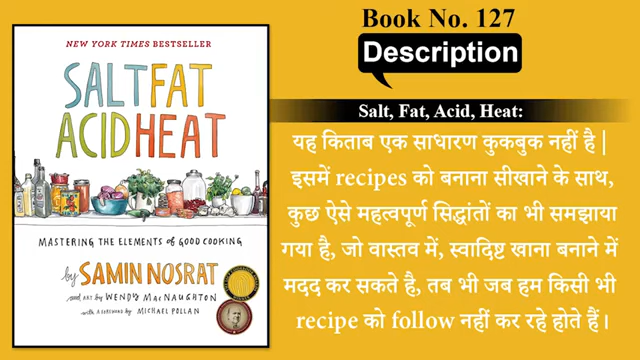 NEW YORK TIMES BESTSELLER
SALT FAT
ACID HEAT
MASTERING THE ELEMENTS of GOOD COOKING
by SAMIN NOSRAT
and ART by WENDY MACNAUGHTON
with A FOREWORD by MICHAEL POLLAN
Book No. 127
Description
Salt, Fat, Acid, Heat:
यह किताब एक साधारण कुकबुक नहीं है |
इसमें recipes को बनाना सीखाने के साथ,
कुछ ऐसे महत्वपूर्ण सिद्धांतों का भी समझाया
गया है, जो वास्तव में, स्वादिष्ट खाना बनाने में
मदद कर सकते है, तब भी जब हम किसी भी
recipe को follow नहीं कर रहे होते हैं।